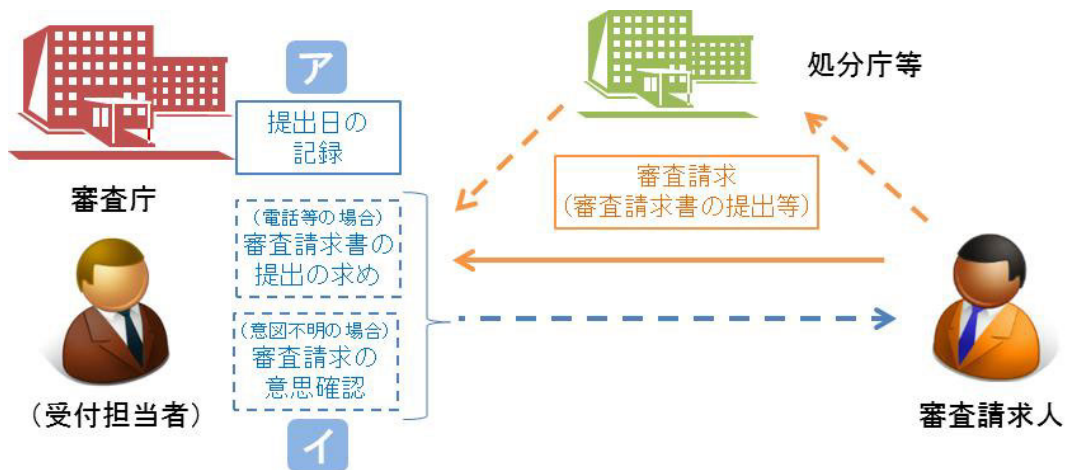 ア
処分庁等
提出日の
記録
審査請求
(審査請求書の提出等)
審査庁
(電話等の場合)
審査請求書の
提出の求め
(意図不明の場合)
審査請求の
意思確認
(受付担当者)
審査請求人
イ